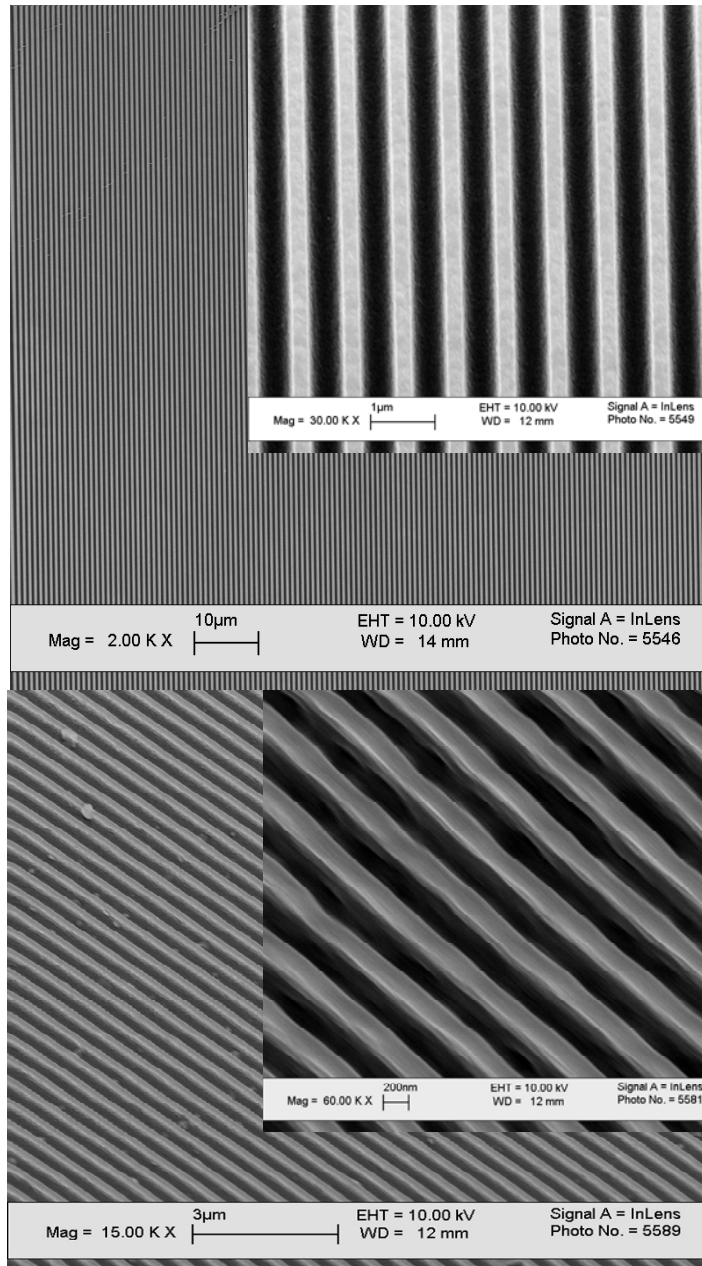 1µm
EHT = 10.00 kV
Signal A = InLens
Mag = 30.00 K X
WD = 12 mm
Photo No. = 5549
10µm
EHT = 10.00 kV
Signal A = InLens
Mag = 2.00 K X
WD = 14 mm
Photo No. = 5546
200nm
EHT = 10.00 kV
Signal A = InLens
Mag = 60.00 K X
WD = 12 mm
Photo No. = 5581
3µm
EHT = 10.00 kV
Signal A = InLens
Mag = 15.00 K X
WD = 12 mm
Photo No. = 5589